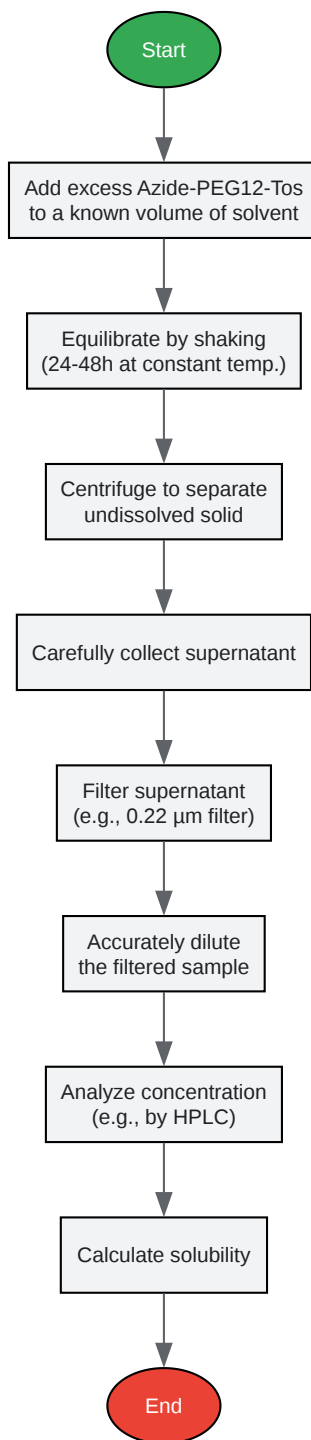 Start
Add excess Azide-PEG12-Tos
to a known volume of solvent
Equilibrate by shaking
(24-48h at constant temp.)
Centrifuge to separate
undissolved solid
Carefully collect supernatant
Filter supernatant
(e.g., 0.22 µm filter)
Accurately dilute
the filtered sample
Analyze concentration
(e.g., by HPLC)
Calculate solubility
End